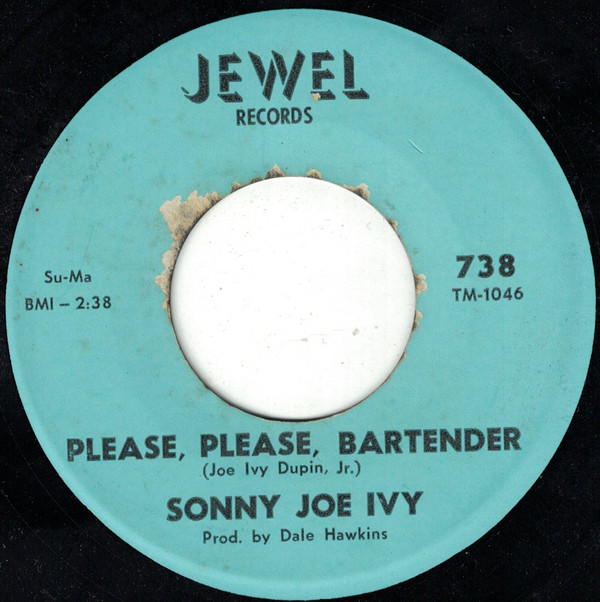 JEWEL
RECORDS
Su-Ma
BMI – 2:38
738
TM-1046
PLEASE, PLEASE, BARTENDER
(Joe Ivy Dupin, Jr.)
SONNY JOE IVY
Prod. by Dale Hawkins